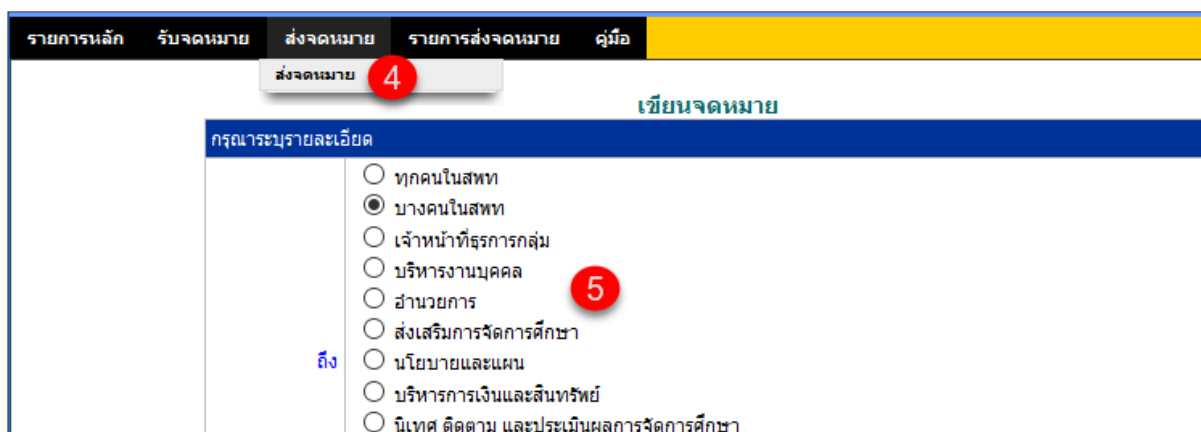 รายการหลัก รับจดหมาย ส่งจดหมาย รายการส่งจดหมาย คู่มือ
ส่งจดหมาย 4
เขียนจดหมาย
กรุณาระบุรายละเอียด
ทุกคนในสพท
บางคนในสพท
เจ้าหน้าที่ธุรการกลุ่ม
บริหารงานบุคคล
5
อำนวยการ
ส่งเสริมการจัดการศึกษา
ถึง นโยบายและแผน
บริหารการเงินและสินทรัพย์
นิเทศ ติดตาม และประเมินผลการจัดการศึกษา